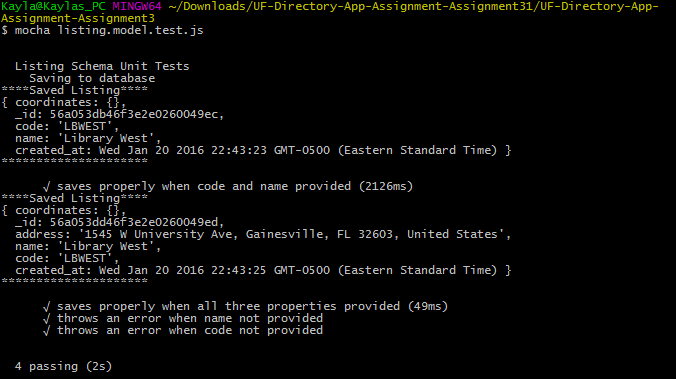 Kayla@Kaylas_PC MINGW64 ~/Downloads/UF-Directory-App-Assignment-Assignment31/UF-Directory-App-
Assignment-Assignment3
$ mocha listing.model.test.js
Listing Schema Unit Tests
Saving to database
****Saved Listing****
{ coordinates: {},
_id: 56a053db46f3e2e0260049ec,
code: 'LBWEST',
name: 'Library West',
created_at: Wed Jan 20 2016 22:43:23 GMT-0500 (Eastern Standard Time) }
*********************
√ saves properly when code and name provided (2126ms)
****Saved Listing****
{ coordinates: {},
_id: 56a053dd46f3e2e0260049ed,
address: '1545 W University Ave, Gainesville, FL 32603, United States',
name: 'Library West',
code: 'LBWEST',
created_at: Wed Jan 20 2016 22:43:25 GMT-0500 (Eastern Standard Time) }
*********************
√ saves properly when all three properties provided (49ms)
√ throws an error when name not provided
√ throws an error when code not provided
4 passing (2s)